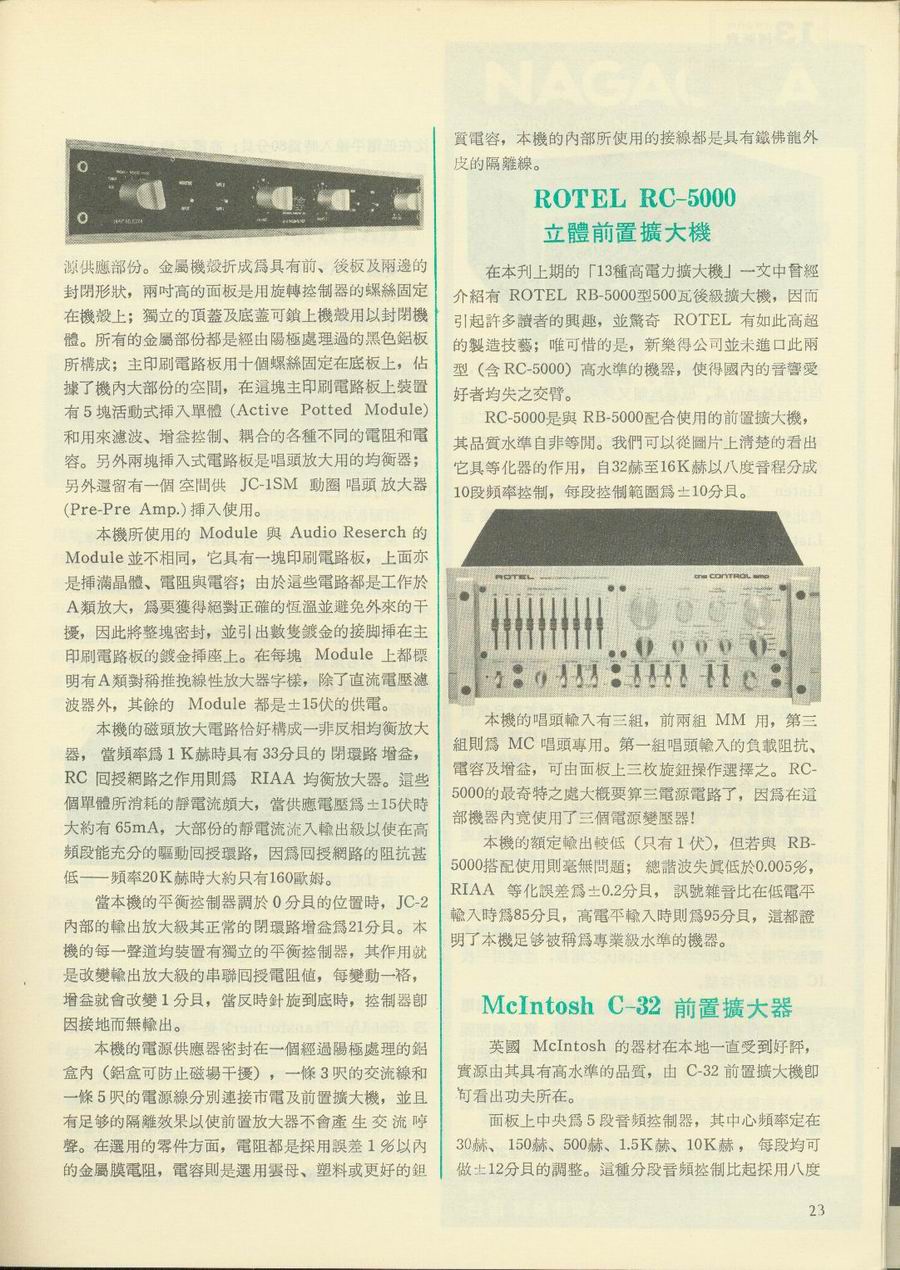 源供應部份。金屬機殼折成爲具有前、後板及兩邊的
封閉形狀，兩吋高的面板是用旋轉控制器的螺絲固定
在機殼上；獨立的頂蓋及底蓋可鎖上機殼用以封閉機
體。所有的金屬部份都是經由陽極處理過的黑色鋁板
所構成；主印刷電路板用十個螺絲固定在底板上，佔
據了機內大部份的空間，在這塊主印刷電路板上裝置
有5塊活動式挿入單體 (Active Potted Module)
和用來濾波、增益控制、耦合的各種不同的電阻和電
容。另外兩塊挿入式電路板是唱頭放大用的均衡器；
另外還留有一個空間供 JC-1SM 動圈唱頭放大器
(Pre-Pre Amp.) 挿入使用。
本機所使用的 Module 與 Audio Reserch 的
Module 並不相同，它具有一塊印刷電路板，上面亦
是挿滿晶體、電阻與電容；由於這些電路都是工作於
A類放大，爲要獲得絕對正確的恆溫並避免外來的干
擾，因此將整塊密封，並引出數隻鍍金的接脚挿在主
印刷電路板的鍍金挿座上。在每塊 Module 上都標
明有A類對稱推挽線性放大器字樣，除了直流電壓濾
波器外，其餘的 Module 都是±15伏的供電。
本機的磁頭放大電路恰好構成一非反相均衡放大
器，當頻率爲1K赫時具有33分貝的閉環路增益，
RC 回授網路之作用則爲 RIAA 均衡放大器。這些
個單體所消耗的靜電流頗大，當供應電壓爲±15伏時
大約有65mA，大部份的靜電流流入輸出級以使在高
頻段能充分的驅動回授環路，因爲回授網路的阻抗甚
低——頻率20K赫時大約只有160歐姆。
當本機的平衡控制器調於0分貝的位置時，JC-2
內部的輸出放大級其正常的閉環路增益爲21分貝。本
機的每一聲道均裝置有獨立的平衡控制器，其作用就
是改變輸出放大級的串聯回授電阻値，每變動一格，
增益就會改變1分貝，當反時針旋到底時，控制器卽
因接地而無輸出。
本機的電源供應器密封在一個經過陽極處理的鋁
盒內（鋁盒可防止磁場干擾），一條3呎的交流線和
一條5呎的電源線分別連接市電及前置擴大機，並且
有足够的隔離效果以使前置放大器不會產生交流哼
聲。在選用的零件方面，電阻都是採用誤差1％以內
的金屬膜電阻，電容則是選用雲母、塑料或更好的鉭
質電容，本機的內部所使用的接線都是具有鐵佛龍外
皮的隔離線。
ROTEL RC-5000
立體前置擴大機
在本刋上期的「13種高電力擴大機」一文中曾經
介紹有 ROTEL RB-5000型500瓦後級擴大機，因而
引起許多讀者的興趣，並驚奇 ROTEL 有如此高超
的製造技藝；唯可惜的是，新樂得公司並未進口此兩
型（含RC-5000）高水準的機器，使得國內的音響愛
好者均失之交臂。
RC-5000是與 RB-5000配合使用的前置擴大機，
其品質水準自非等閒。我們可以從圖片上淸楚的看出
它具等化器的作用，自32赫至16K赫以八度音程分成
10段頻率控制，每段控制範圍爲±10分貝。
ROTEL
the CONTROL amp
本機的唱頭輸入有三組，前兩組 MM 用，第三
組則爲 MC 唱頭專用。第一組唱頭輸入的負載阻抗、
電容及增益，可由面板上三枚旋鈕操作選擇之。RC-
5000的最奇特之處大槪要算三電源電路了，因爲在這
部機器內竟使用了三個電源變壓器！
本機的額定輸出較低（只有1伏），但若與 RB-
5000搭配使用則毫無問題；總諧波失眞低於0.005％，
RIAA 等化誤差爲±0.2分貝，訊號雜音比在低電平
輸入時爲85分貝，高電平輸入時則爲95分貝，這都證
明了本機足够被稱爲專業級水準的機器。
McIntosh C-32 前置擴大器
英國 McIntosh 的器材在本地一直受到好評，
實源由其具有高水準的品質，由 C-32 前置擴大機卽
可看出功夫所在。
面板上中央爲5段音頻控制器，其中心頻率定在
30赫、150赫、500赫、1.5K赫、10K赫，每段均可
做±12分貝的調整。這種分段音頻控制比起採用八度
23